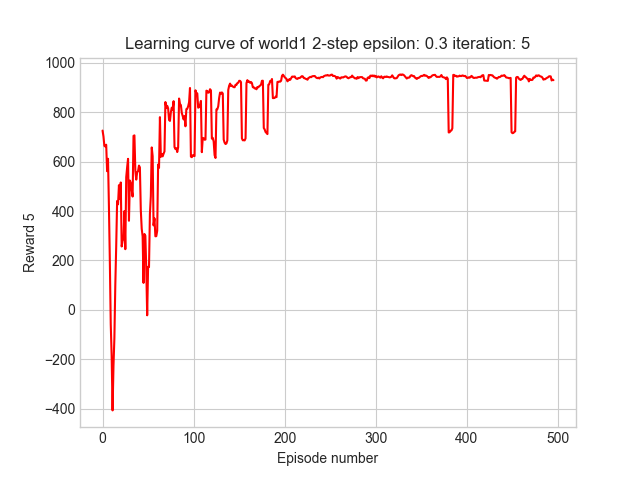 Learning curve of world1 2-step epsilon: 0.3 iteration: 5
1000
800
600
400
200
0
−200
−400
Reward 5
0 100 200 300 400 500
Episode number